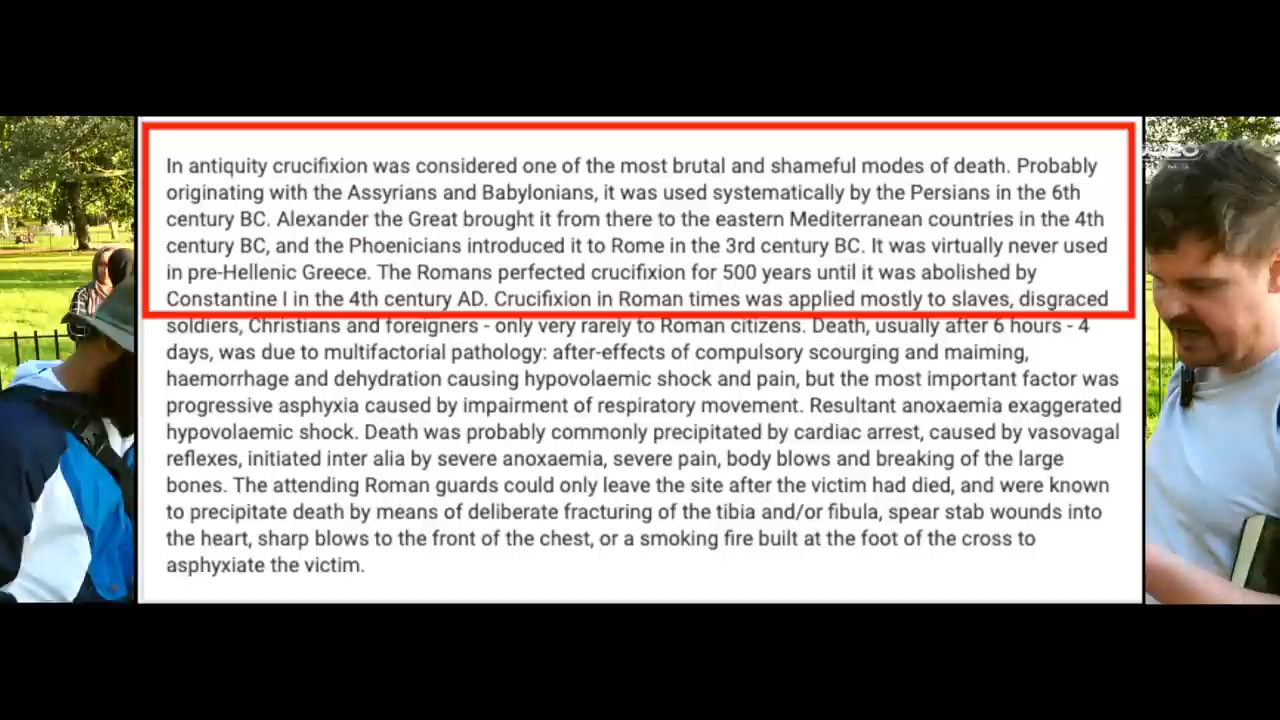 In antiquity crucifixion was considered one of the most brutal and shameful modes of death. Probably
originating with the Assyrians and Babylonians, it was used systematically by the Persians in the 6th
century BC. Alexander the Great brought it from there to the eastern Mediterranean countries in the 4th
century BC, and the Phoenicians introduced it to Rome in the 3rd century BC. It was virtually never used
in pre-Hellenic Greece. The Romans perfected crucifixion for 500 years until it was abolished by
Constantine I in the 4th century AD. Crucifixion in Roman times was applied mostly to slaves, disgraced
soldiers, Christians and foreigners - only very rarely to Roman citizens. Death, usually after 6 hours - 4
days, was due to multifactorial pathology: after-effects of compulsory scourging and maiming,
haemorrhage and dehydration causing hypovolaemic shock and pain, but the most important factor was
progressive asphyxia caused by impairment of respiratory movement. Resultant anoxaemia exaggerated
hypovolaemic shock. Death was probably commonly precipitated by cardiac arrest, caused by vasovagal
reflexes, initiated inter alia by severe anoxaemia, severe pain, body blows and breaking of the large
bones. The attending Roman guards could only leave the site after the victim had died, and were known
to precipitate death by means of deliberate fracturing of the tibia and/or fibula, spear stab wounds into
the heart, sharp blows to the front of the chest, or a smoking fire built at the foot of the cross to
asphyxiate the victim.